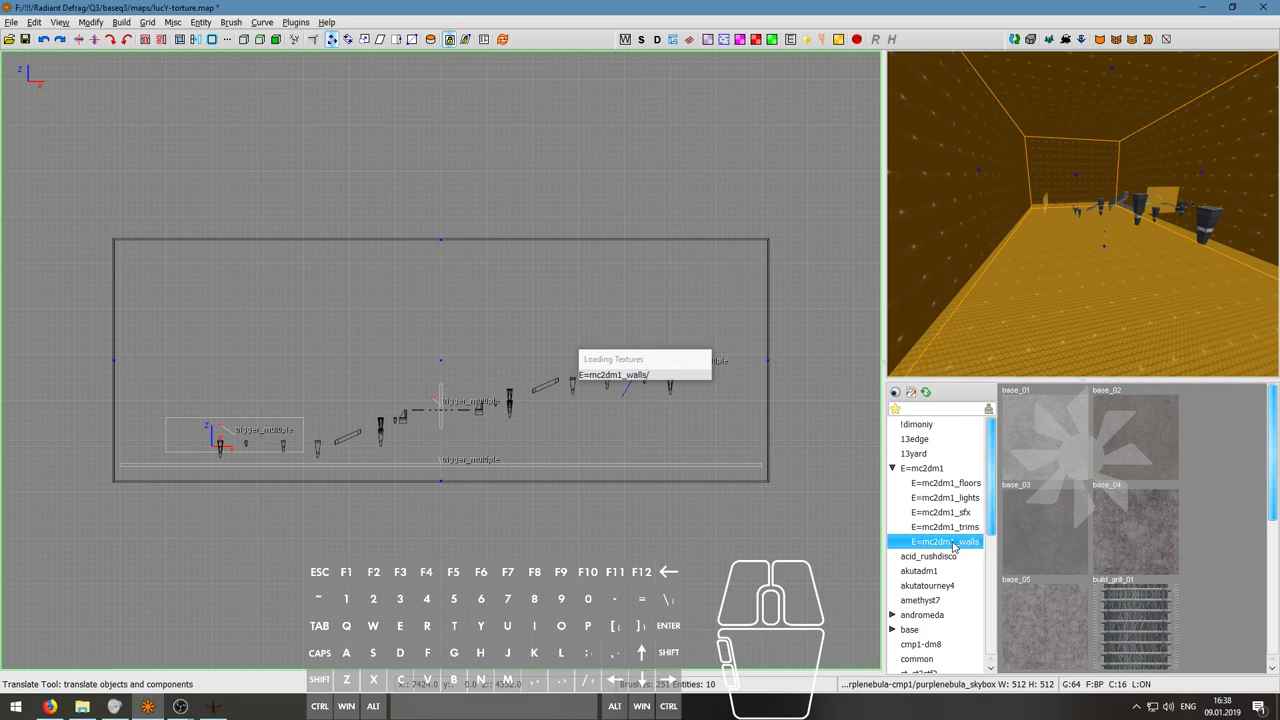 F:/!!!/Radiant Defrag/Q3/baseq3/maps/lucY-torture.map *
File Edit View Modify Build Grid Misc Entities Brush Curve Plugins Help
W S D E R H
Z
X
Loading Textures
E=mc2dm1_walls/
trigger_multiple
Z
trigger_multiple
trigger_multiple
base_01 base_02
base_03 base_04
base_05 build_grill_01
!dimoniy
13edge
13yard
E=mc2dm1
E=mc2dm1_floors
E=mc2dm1_lights
E=mc2dm1_sfx
E=mc2dm1_trims
E=mc2dm1_walls
acid_rushdisco
akutadm1
akutatourney4
amethyst7
andromeda
base
cmp1-dm8
common
ESC F1 F2 F3 F4 F5 F6 F7 F8 F9 F10 F11 F12 ←
~ 1 2 3 4 5 6 7 8 9 0 - = \|
TAB Q W E R T Y U I O P [{ ]} ENTER
CAPS A S D F G H J K L ;: ," ↑ SHIFT
SHIFT Z X C V B N M ,< .> /? ← ↓ →
CTRL WIN ALT ALT WIN CTRL
Translate Tool: translate objects and components
Brushes: 251 Entities: 10
..rplenebula-cmp1/purplenebula_skybox W: 512 H: 512
G:64 F:BP C:16 L:ON
ENG
16:38
09.01.2019